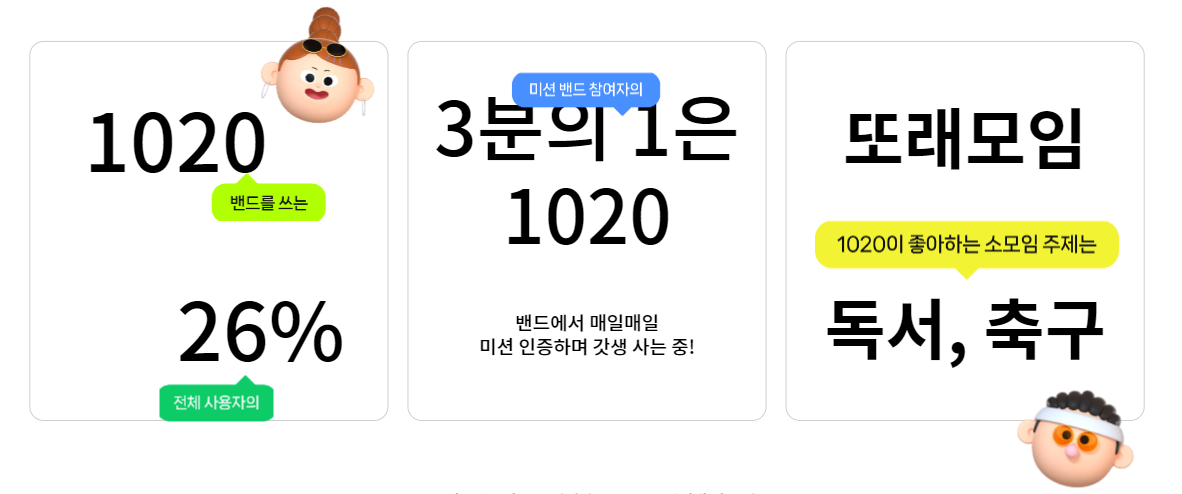 1020
밴드를 쓰는
26%
전체 사용자의
미션 밴드 참여자의
3분의 1은
1020
밴드에서 매일매일
미션 인증하며 갓생 사는 중!
또래모임
1020이 좋아하는 소모임 주제는
독서, 축구